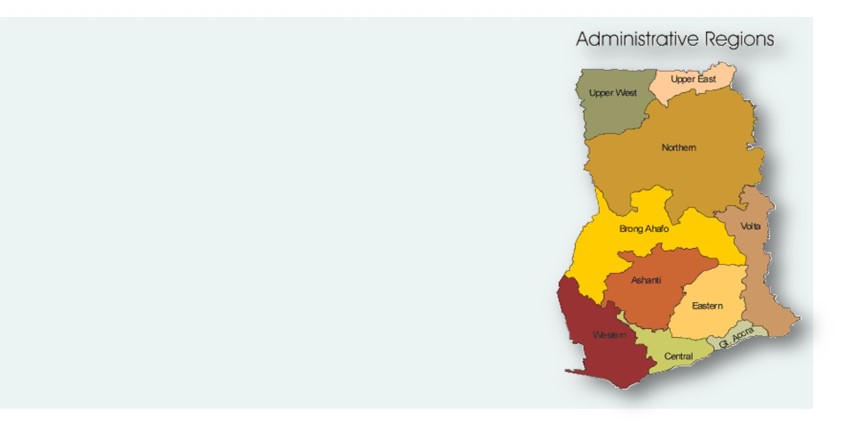 Administrative Regions
Upper East
Upper West
Northern
Volta
Brong Ahafo
Ashanti
Eastern
Western
Gt. Accra
Central